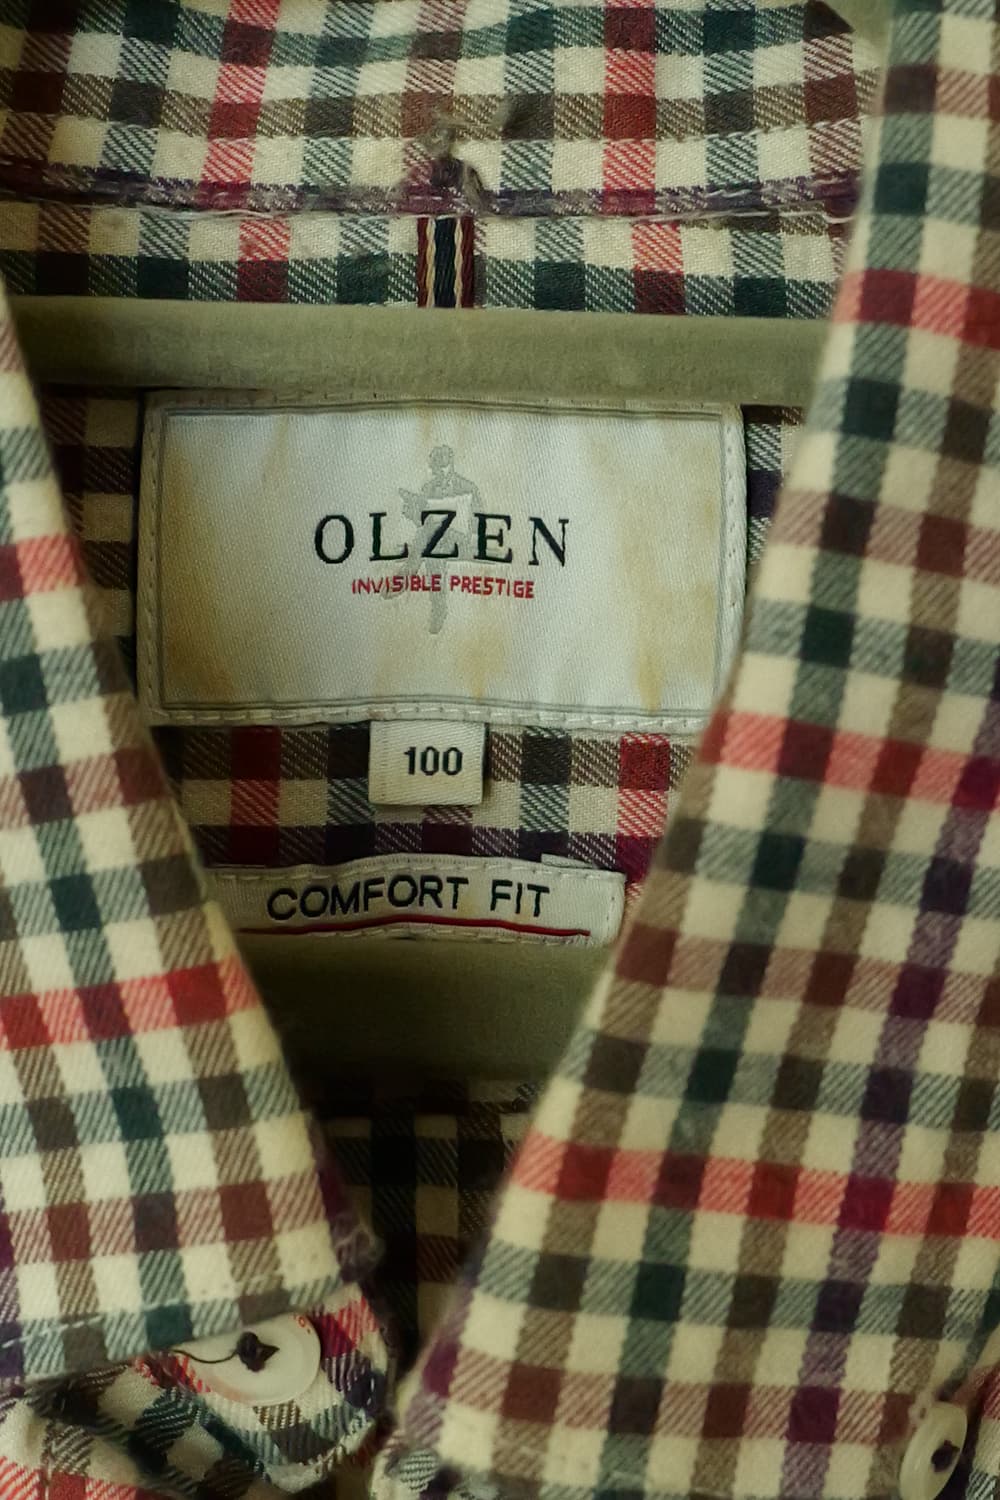 OLZEN
INVISIBLE PRESTIGE
100
COMFORT FIT